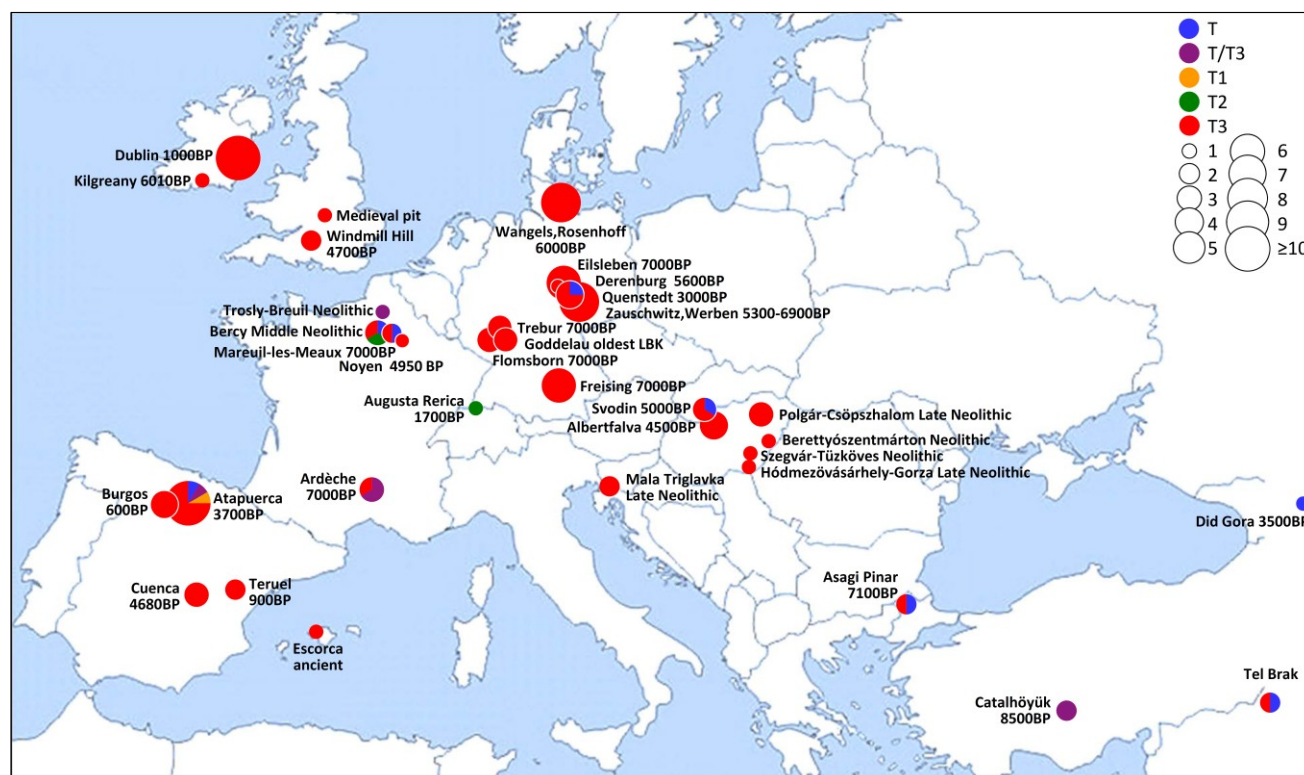 T
T/T3
T1
T2
T3
1
6
2
7
3
8
4
9
5
≥10
Dublin 1000BP
Kilgreany 6010BP
Medieval pit
Windmill Hill
4700BP
Wangels,Rosenhoff
6000BP
Eilsleben 7000BP
Derenburg 5600BP
Quenstedt 3000BP
Zauschwitz,Werben 5300-6900BP
Trosly-Breuil Neolithic
Bercy Middle Neolithic
Mareuil-les-Meaux 7000BP
Noyen 4950 BP
Trebur 7000BP
Goddelau oldest LBK
Flomsborn 7000BP
Freising 7000BP
Augusta Rerica
1700BP
Svodin 5000BP
Albertfalva 4500BP
Polgár-Csöpszhalom Late Neolithic
Berettyószentmárton Neolithic
Szegvár-Tüzköves Neolithic
Hódmezövásárhely-Gorza Late Neolithic
Ardèche
7000BP
Mala Triglavka
Late Neolithic
Burgos
600BP
Atapuerca
3700BP
Did Gora 3500BP
Cuenca
4680BP
Teruel
900BP
Asagi Pinar
7100BP
Escorca
ancient
Tel Brak
Catalhöyük
8500BP